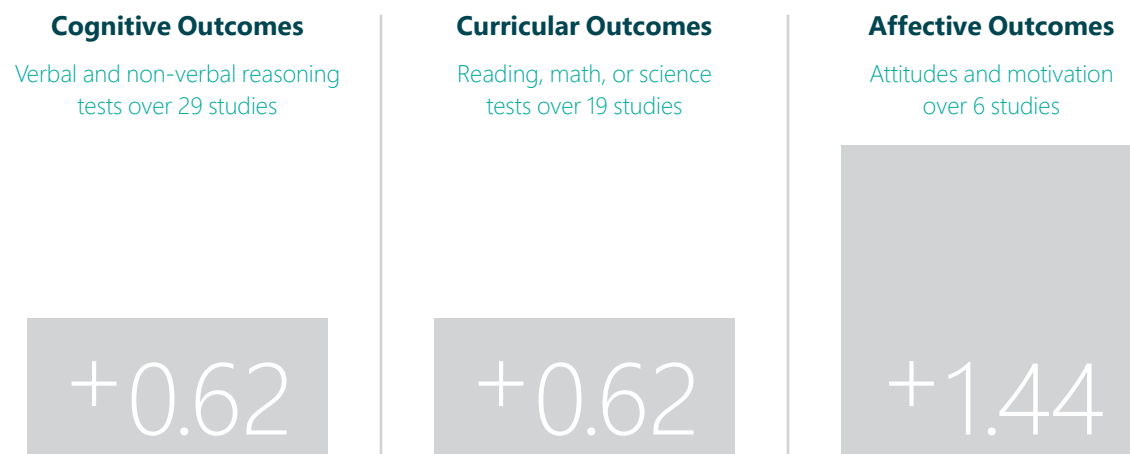 Cognitive Outcomes
Verbal and non-verbal reasoning
tests over 29 studies
+0.62
Curricular Outcomes
Reading, math, or science
tests over 19 studies
+0.62
Affective Outcomes
Attitudes and motivation
over 6 studies
+1.44